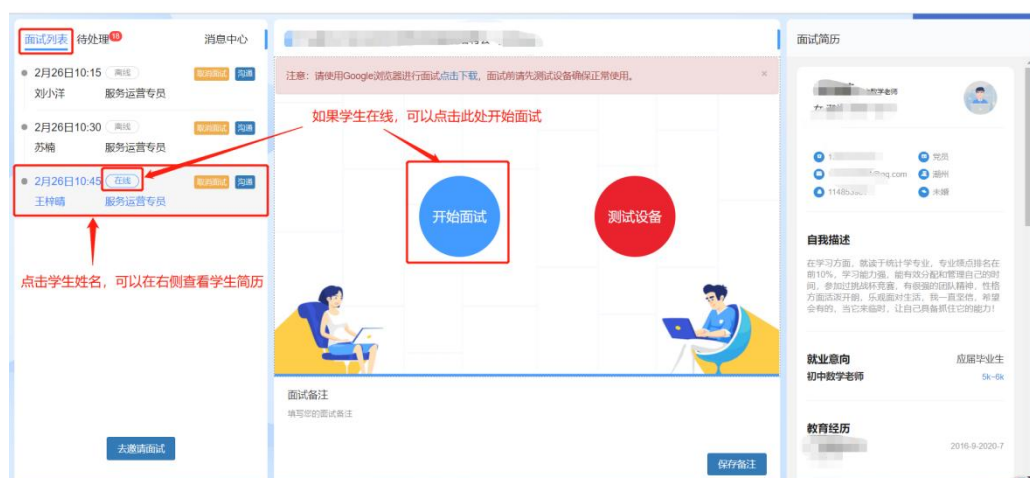 面试列表 待处理 15 消息中心
2月26日10:15 离线 取消面试 沟通
刘小洋 服务运营专员
2月26日10:30 离线 取消面试 沟通
苏楠 服务运营专员
2月26日10:45 在线 取消面试 沟通
王梓晴 服务运营专员
点击学生姓名，可以在右侧查看学生简历
去邀请面试
注意：请使用Google浏览器进行面试点击下载，面试前请先测试设备确保正常使用。 ×
如果学生在线，可以点击此处开始面试
开始面试
测试设备
面试备注
填写您的面试备注
保存备注
面试简历
数学老师
女
党员
qq.com 潮州
未婚
自我描述
在学习方面，就读于统计学专业，专业绩点排名在
前10%，学习能力强，能有效分配和管理自己的时
间，参加过挑战杯竞赛，有很强的团队精神，性格
方面活泼开朗，乐观面对生活，我一直坚信，希望
会有的，当它来临时，让自己具备抓住它的能力！
就业意向 应届毕业生
初中数学老师 5k~6k
教育经历
2016-9-2020-7